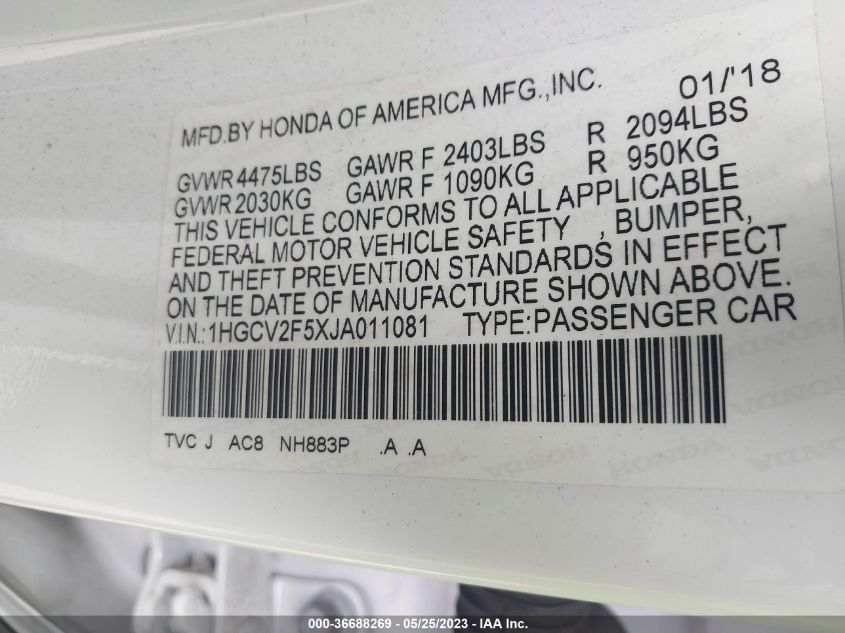 MFD.BY HONDA OF AMERICA MFG.,INC. 01/'18
GVWR 4475LBS GAWR F 2403LBS R 2094LBS
GVWR 2030KG GAWR F 1090KG R 950KG
THIS VEHICLE CONFORMS TO ALL APPLICABLE
FEDERAL MOTOR VEHICLE SAFETY , BUMPER,
AND THEFT PREVENTION STANDARDS IN EFFECT
ON THE DATE OF MANUFACTURE SHOWN ABOVE.
V.I.N.:1HGCV2F5XJA011081 TYPE:PASSENGER CAR
TVC J AC8 NH883P .A .A
000-36688269 - 05/25/2023 - IAA Inc.